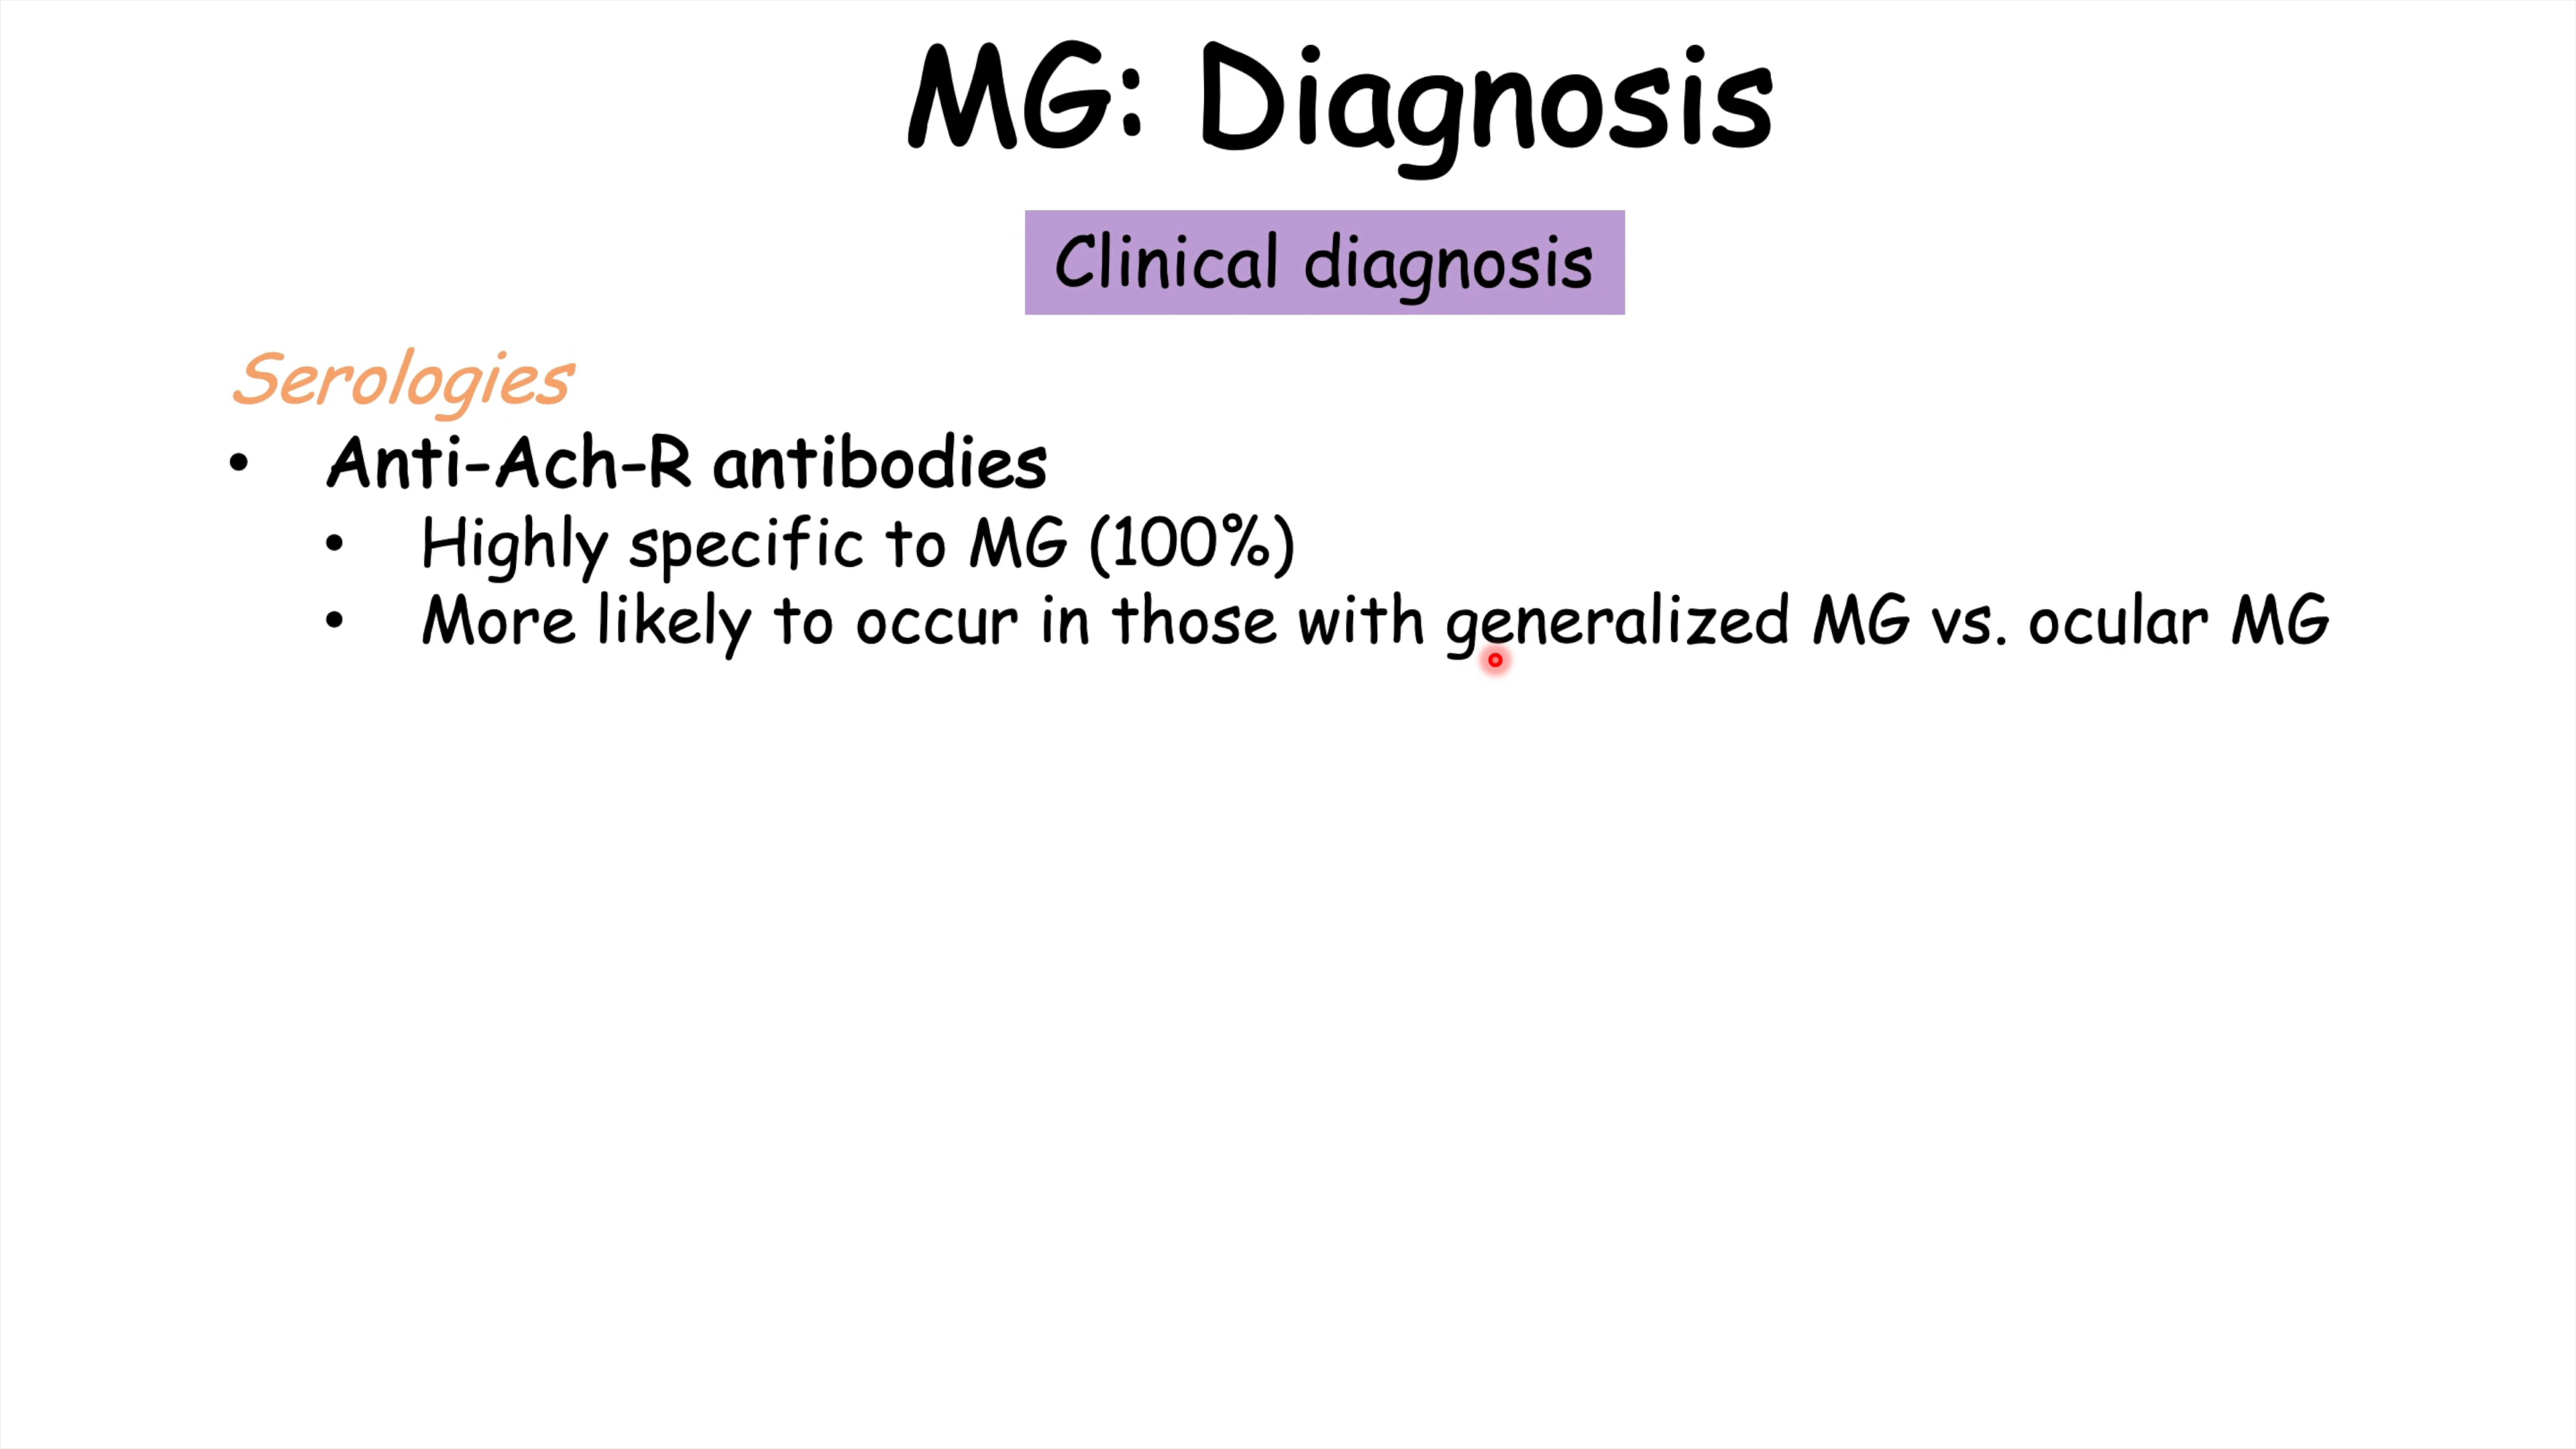 MG: Diagnosis
Clinical diagnosis
Serologies
• Anti-Ach-R antibodies
• Highly specific to MG (100%)
• More likely to occur in those with generalized MG vs. ocular MG